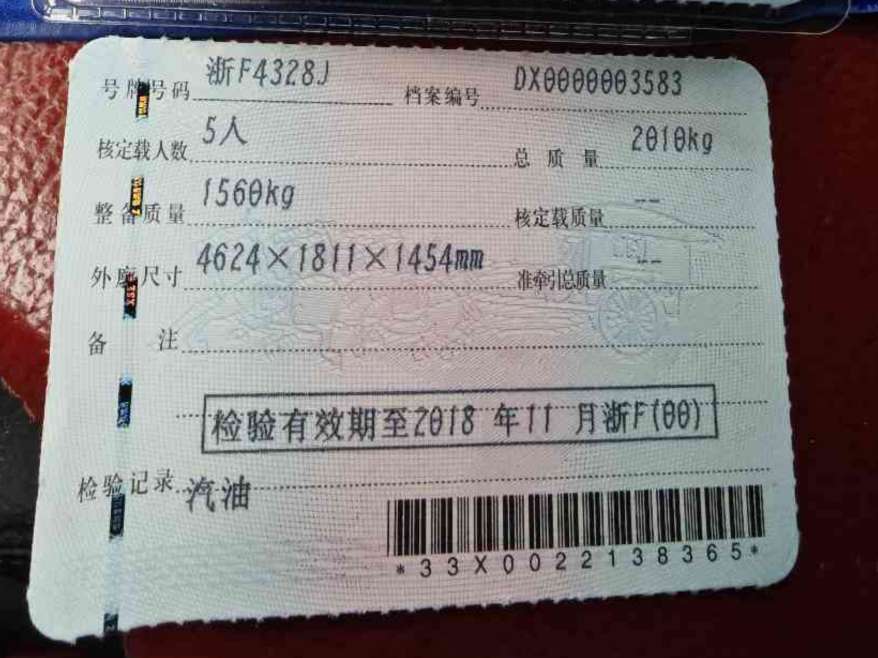 号牌号码 浙F4328J 档案编号 DX0000003583
核定载人数 5人 总质量 2010kg
整备质量 1560kg 核定载质量 --
外廓尺寸 4624×1811×1454mm 准牵引总质量 --
备注
检验有效期至2018 年11 月浙F(00)
检验记录 汽油
*33X0022138365*